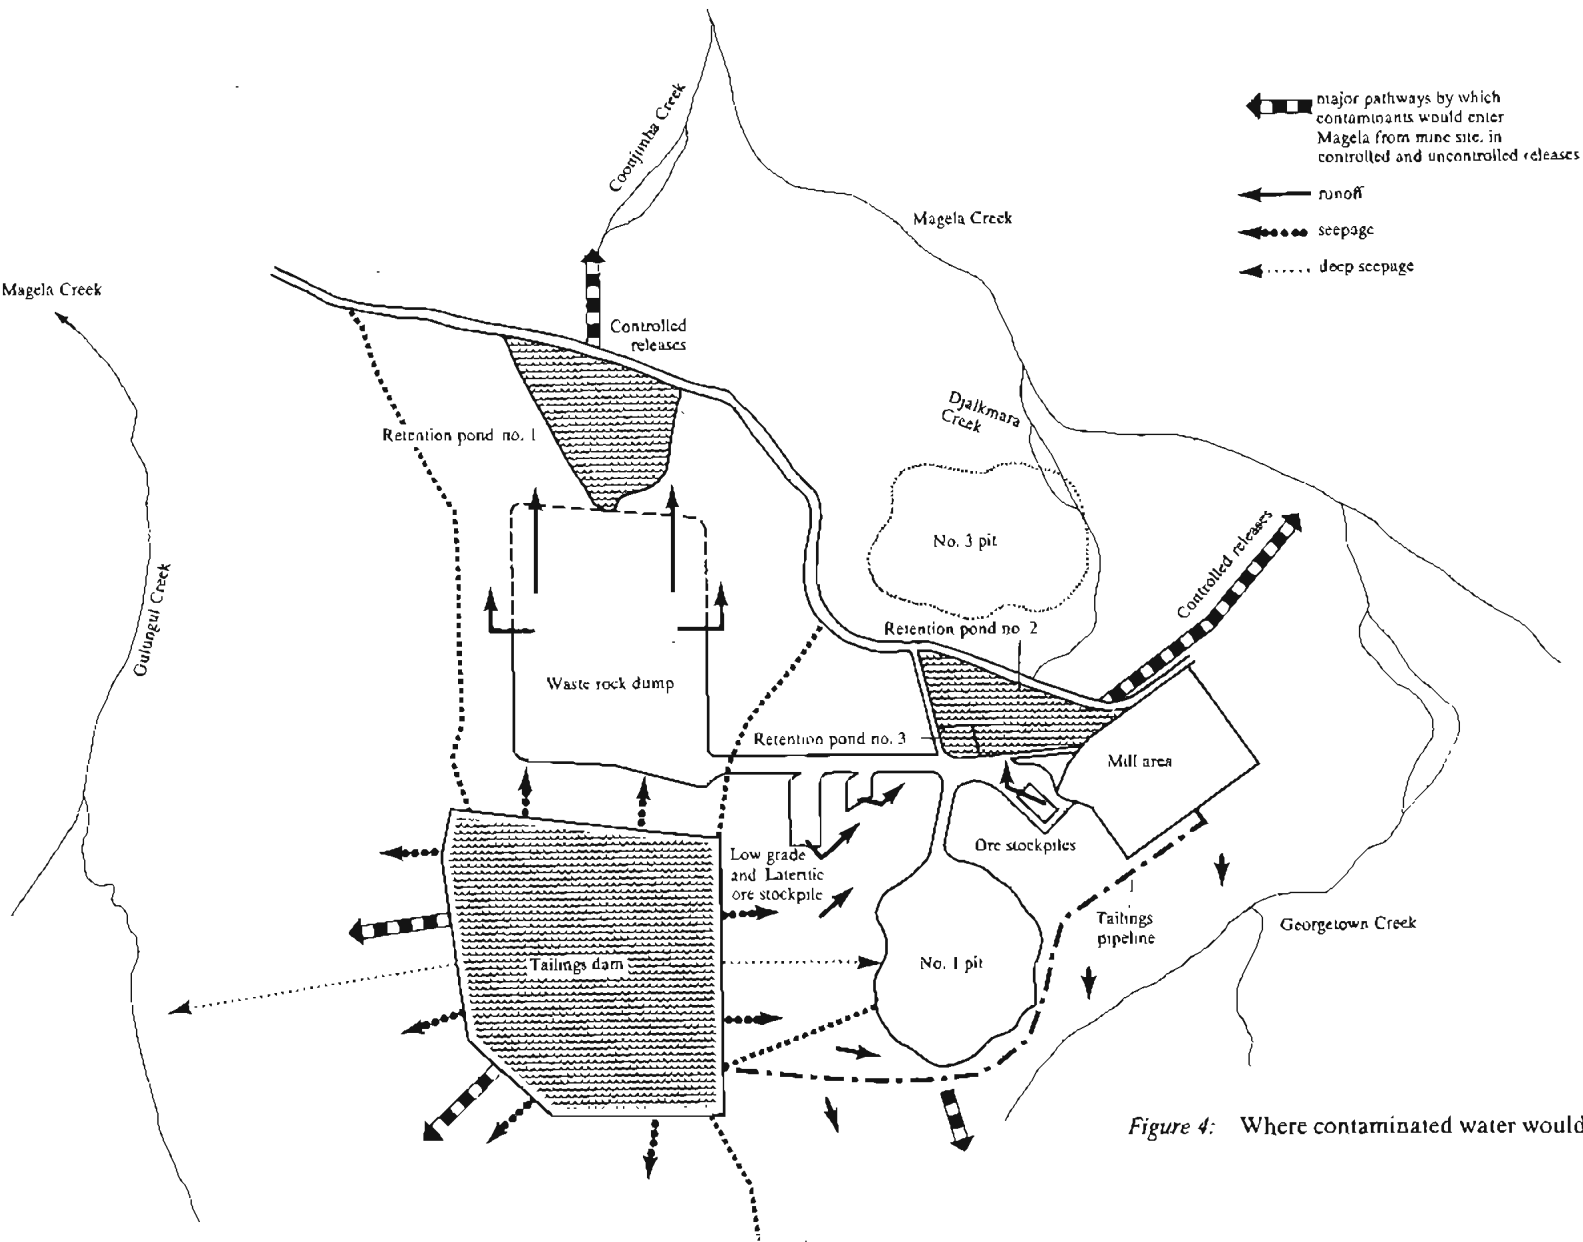 major pathways by which
contaminants would enter
Magela from mine site, in
controlled and uncontrolled releases
runoff
seepage
deep seepage
Coonjimba Creek
Magela Creek
Magela Creek
Controlled
releases
Djalkmara
Creek
Retention pond no. 1
No. 3 pit
Controlled releases
Gulungul Creek
Retention pond no. 2
Waste rock dump
Retention pond no. 3
Mill area
Ore stockpiles
Low grade
and Lateritic
ore stockpile
Tailings
pipeline
Georgetown Creek
Tailings dam
No. 1 pit
Figure 4: Where contaminated water would